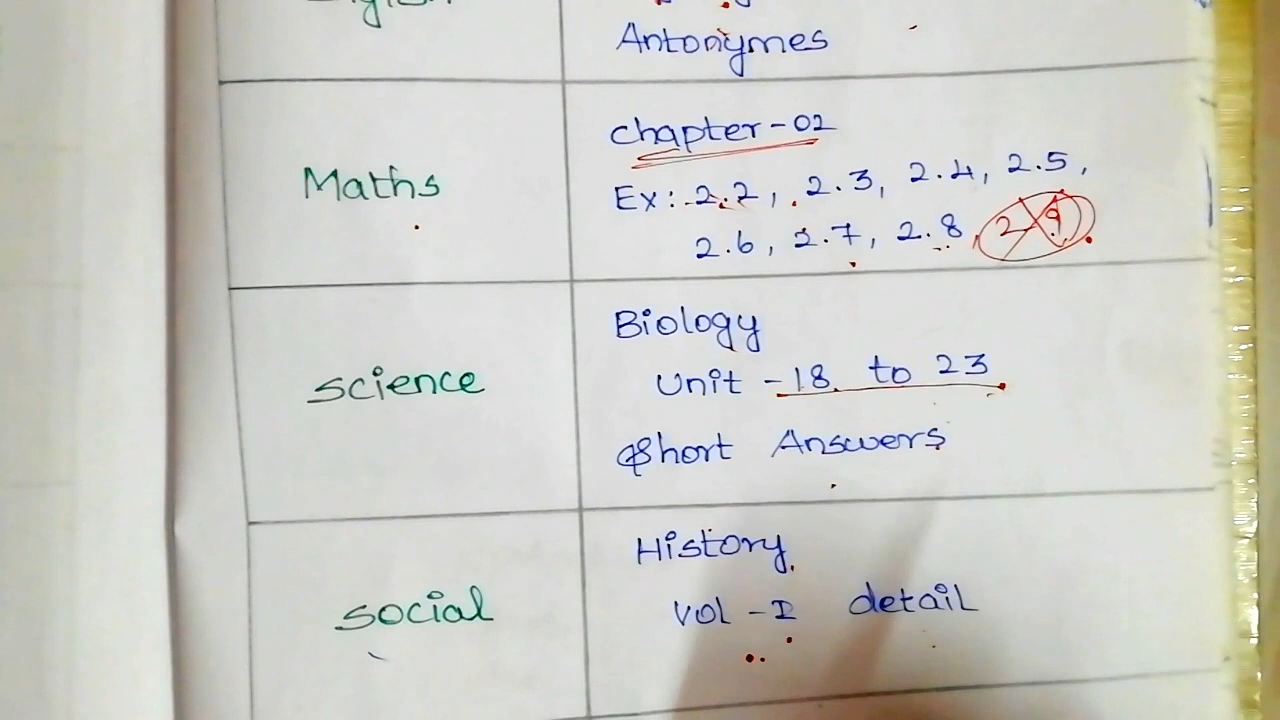 English
Antonymes
Maths
Chapter-02
Ex: 2.2, 2.3, 2.4, 2.5,
2.6, 2.7, 2.8, 2.9
Science
Biology
Unit -18 to 23
Short Answers
Social
History
Vol -I detail